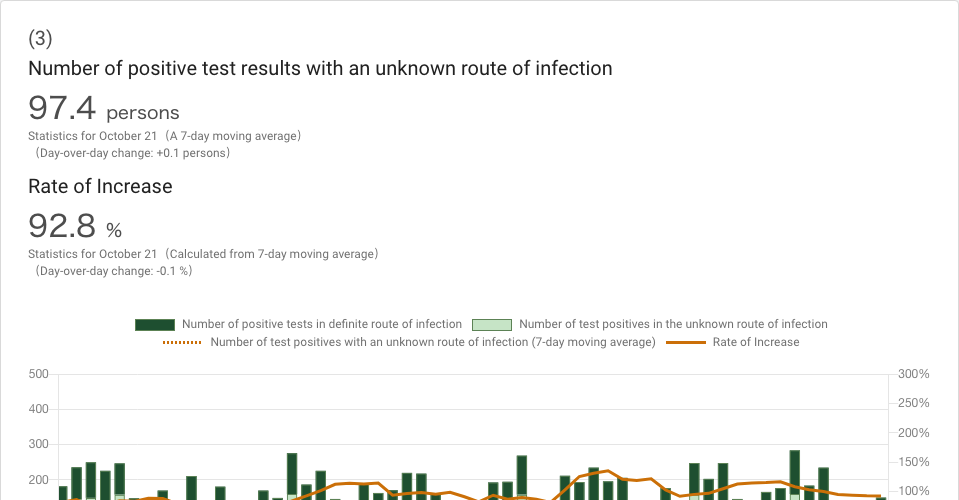 (3)
Number of positive test results with an unknown route of infection
97.4 persons
Statistics for October 21（A 7-day moving average）
（Day-over-day change: +0.1 persons）
Rate of Increase
92.8 %
Statistics for October 21（Calculated from 7-day moving average）
（Day-over-day change: -0.1 %）
Number of positive tests in definite route of infection Number of test positives in the unknown route of infection
Number of test positives with an unknown route of infection (7-day moving average) Rate of Increase
500 300%
250%
400
200%
300
150%
200
100%